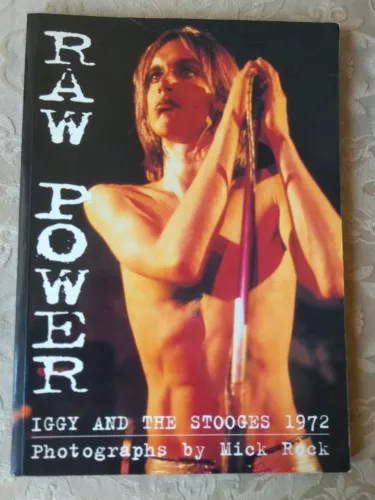 RAW
POWER
IGGY AND THE STOOGES 1972
Photographs by Mick Rock